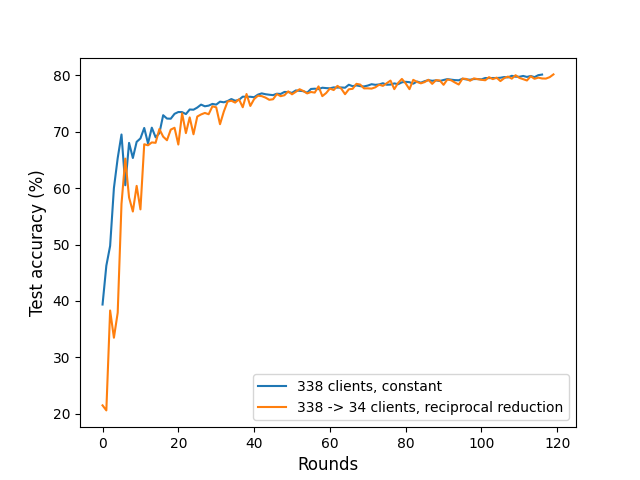 80
70
60
50
40
30
20
0 20 40 60 80 100 120
Test accuracy (%)
Rounds
338 clients, constant
338 -> 34 clients, reciprocal reduction